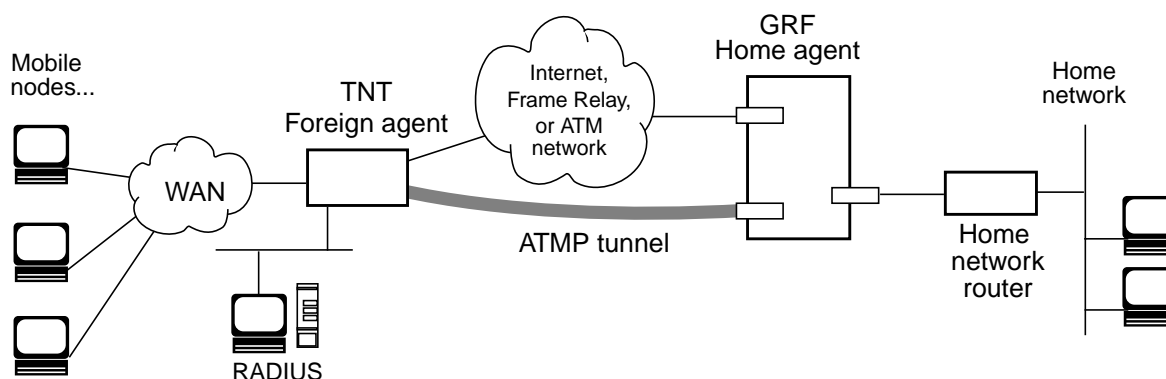 Mobile
nodes...
WAN
TNT
Foreign agent
RADIUS
Internet,
Frame Relay,
or ATM
network
ATMP tunnel
GRF
Home agent
Home
network
router
Home
network